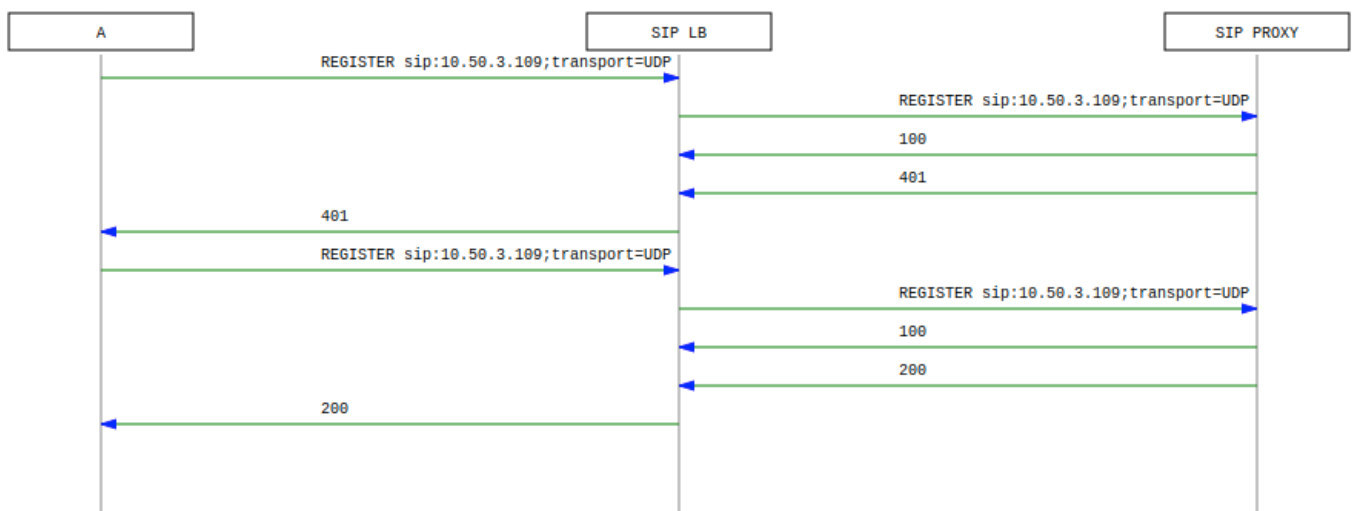 A
SIP LB
SIP PROXY
REGISTER sip:10.50.3.109;transport=UDP
REGISTER sip:10.50.3.109;transport=UDP
100
401
401
REGISTER sip:10.50.3.109;transport=UDP
REGISTER sip:10.50.3.109;transport=UDP
100
200
200